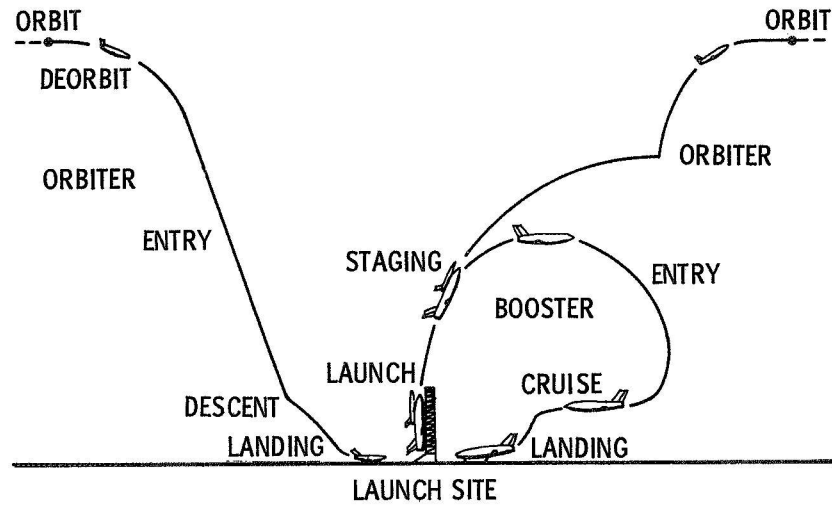 ORBIT
DEORBIT
ORBITER
ENTRY
DESCENT
LANDING
LAUNCH
STAGING
BOOSTER
CRUISE
LANDING
ENTRY
ORBITER
ORBIT
LAUNCH SITE